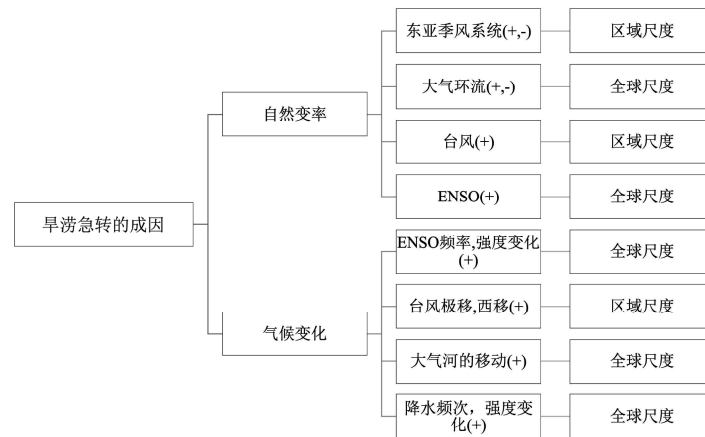 东亚季风系统(+,-)
区域尺度
大气环流(+,-)
全球尺度
自然变率
台风(+)
区域尺度
ENSO(+)
全球尺度
旱涝急转的成因
ENSO频率,强度变化
(+)
全球尺度
台风极移,西移(+)
区域尺度
气候变化
大气河的移动(+)
全球尺度
降水频次，强度变
化(+)
全球尺度